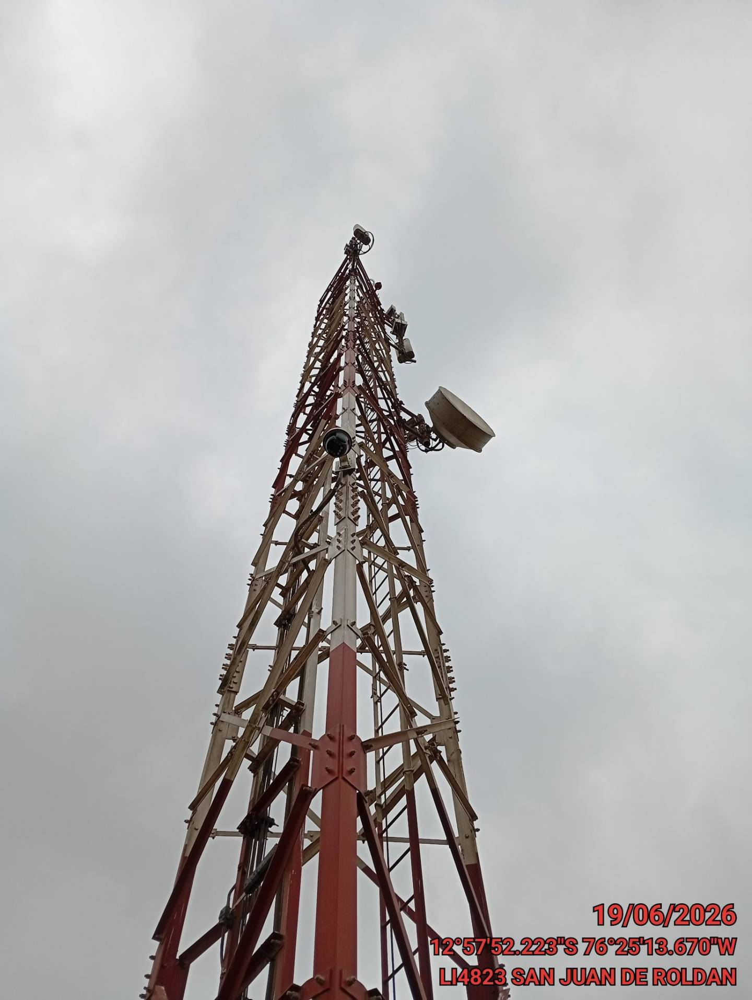 19/06/2026
12°57'52.223"S 76°25'13.670"W
LI4823 SAN JUAN DE ROLDAN